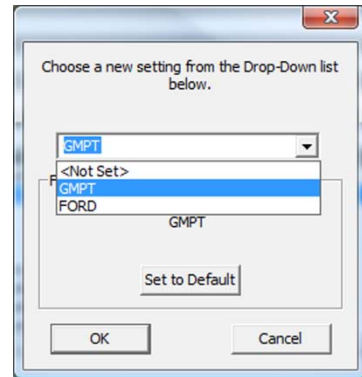 Choose a new setting from the Drop-Down list
below.
GMPT
<Not Set>
GMPT
FORD
GMPT
Set to Default
OK
Cancel